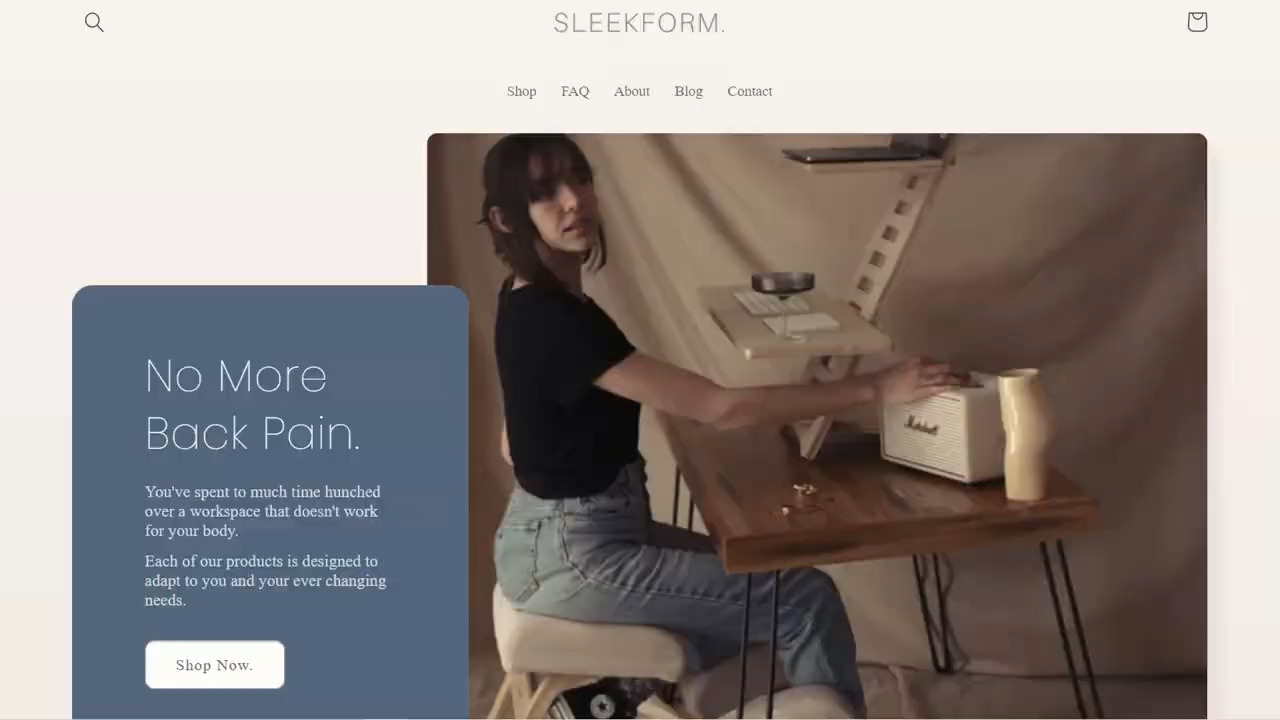 SLEEKFORM.
Shop FAQ About Blog Contact
No More
Back Pain.
You've spent to much time hunched
over a workspace that doesn't work
for your body.
Each of our products is designed to
adapt to you and your ever changing
needs.
Shop Now.
Marshall